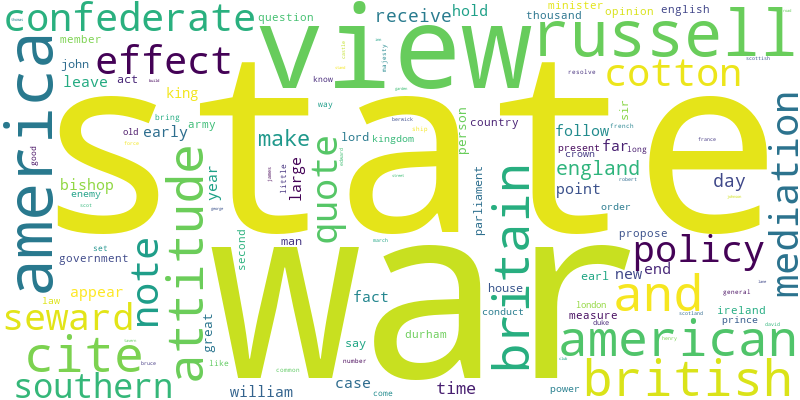 confederate
question
view
receive
hold
thousand
minister
opinion
english
member
america
john
effect
russell
leave
act
know
king
cotton
resolve
scottish
state
bring
old
early
army
make
lord
kingdom
way
person
country
sir
follow
french
france
good
bishop
enemy
year
little
large
quote
edward
james
berwick
present
far
long
crown
england
point
robert
day
mediation
scot
attitude
george
march
parliament
britain
order
set
government
note
second
man
war
propose
policy
house
earl
new
end
law
appear
fact
conduct
london
measure
and
ireland
general
prince
duke
scotland
david
seward
great
say
durham
henry
american
cite
like
number
bruce
case
common
come
southern
william
time
power
british